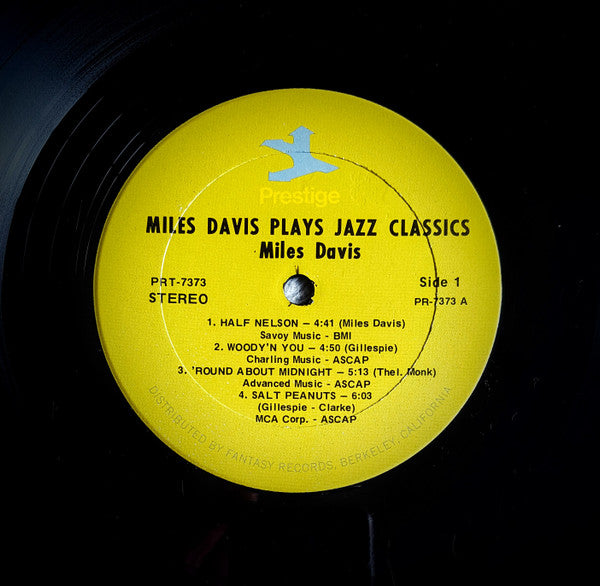 Prestige
MILES DAVIS PLAYS JAZZ CLASSICS
Miles Davis
PRT-7373
STEREO
Side 1
PR-7373 A
1. HALF NELSON – 4:41 (Miles Davis)
Savoy Music - BMI
2. WOODY'N YOU – 4:50 (Gillespie)
Charling Music - ASCAP
3. 'ROUND ABOUT MIDNIGHT – 5:13 (Thel. Monk)
Advanced Music - ASCAP
4. SALT PEANUTS – 6:03
(Gillespie - Clarke)
MCA Corp. - ASCAP
DISTRIBUTED BY FANTASY RECORDS, BERKELEY, CALIFORNIA